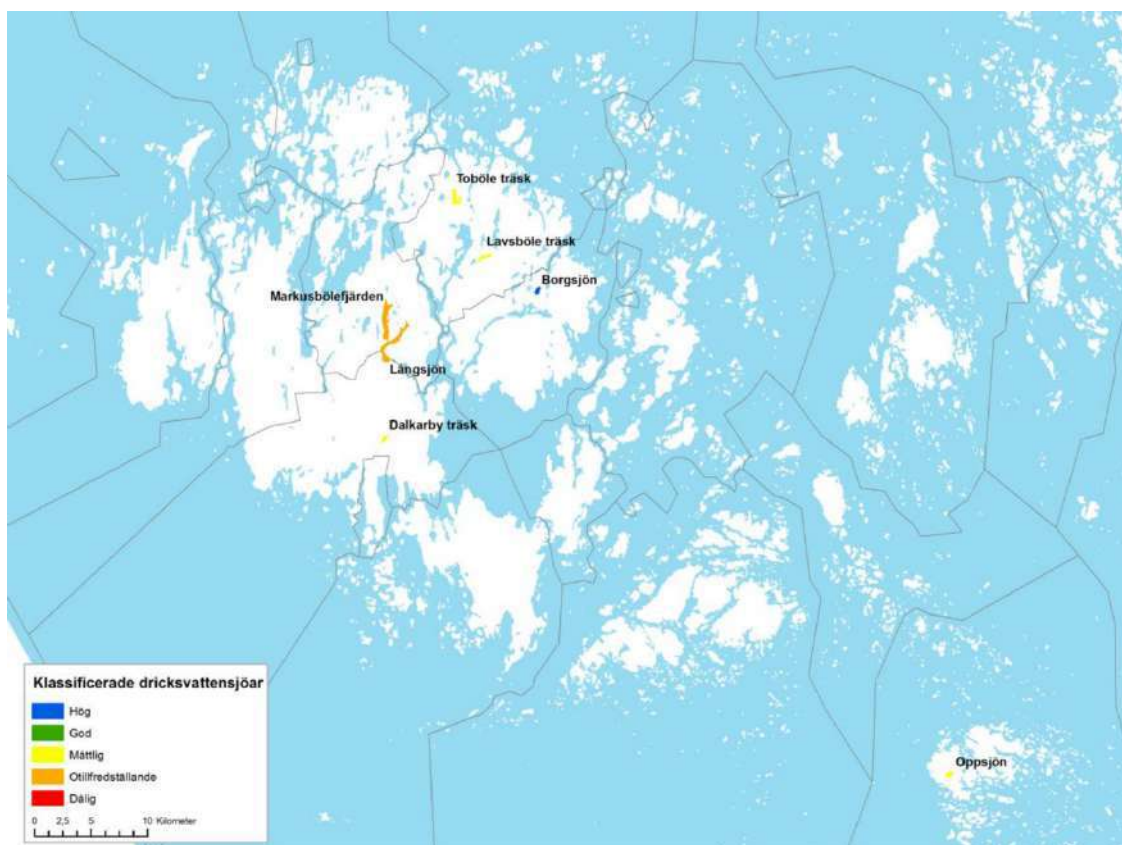 Toböle träsk
Lavsböle träsk
Borgsjön
Markusbölefjärden
Långsjön
Dalkarby träsk
Oppsjön
Klassificerade dricksvattensjöar
Hög
God
Måttlig
Otillfredställande
Dålig
0 2,5 5 10 Kilometer